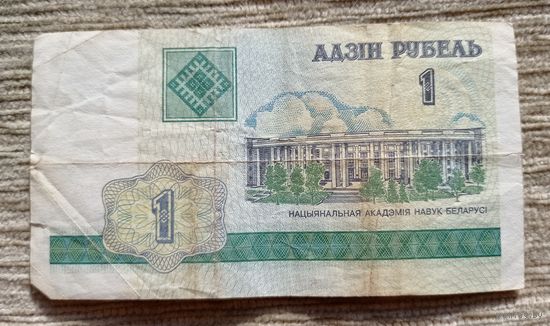 АДЗІН РУБЕЛЬ
1
НАЦЫЯНАЛЬНАЯ АКАДЭМІЯ НАВУК БЕЛАРУСІ
1